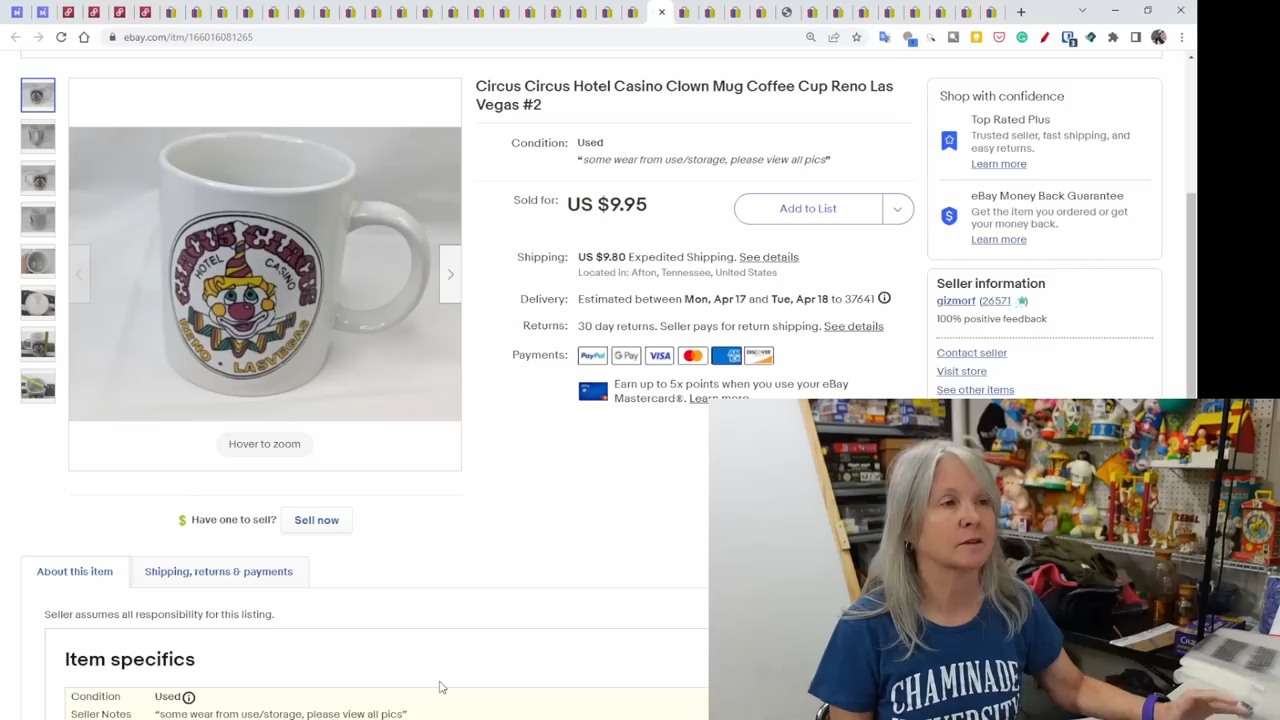 ebay.com/itm/166016081265
Circus Circus Hotel Casino Clown Mug Coffee Cup Reno Las
Vegas #2
Condition: Used
“some wear from use/storage, please view all pics”
Sold for: US $9.95
Add to List
Shipping: US $9.80 Expedited Shipping. See details
Located in: Afton, Tennessee, United States
Delivery: Estimated between Mon, Apr 17 and Tue, Apr 18 to 37641
Returns: 30 day returns. Seller pays for return shipping. See details
Payments: PayPal G Pay VISA DISCOVER
Earn up to 5x points when you use your eBay
Mastercard®. Learn more
Shop with confidence
Top Rated Plus
Trusted seller, fast shipping, and
easy returns.
Learn more
eBay Money Back Guarantee
Get the item you ordered or get
your money back.
Learn more
Seller information
gizmorf (26571)
100% positive feedback
Contact seller
Visit store
See other items
CIRCUS CIRCUS
HOTEL CASINO
RENO • LAS VEGAS
Hover to zoom
$ Have one to sell? Sell now
About this item
Shipping, returns & payments
Seller assumes all responsibility for this listing.
Item specifics
Condition Used
Seller Notes “some wear from use/storage, please view all pics”
CHAMINADE
UNIVERSITY